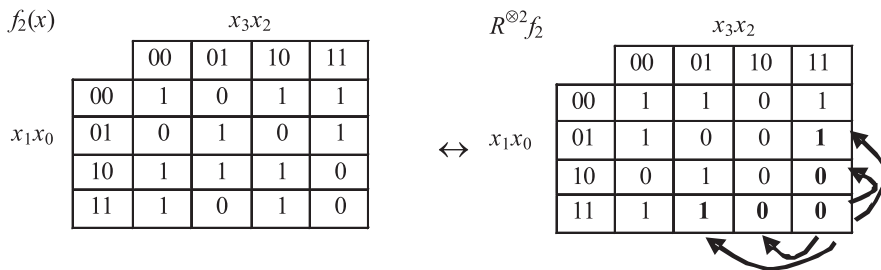 f₂(x) x₃x₂ R^{⊗2}f₂ x₃x₂
00 01 10 11 00 01 10 11
00 1 0 1 1 00 1 1 0 1
x₁x₀ 01 0 1 0 1 ↔ x₁x₀ 01 1 0 0 1
10 1 1 1 0 10 0 1 0 0
11 1 0 1 0 11 1 1 0 0